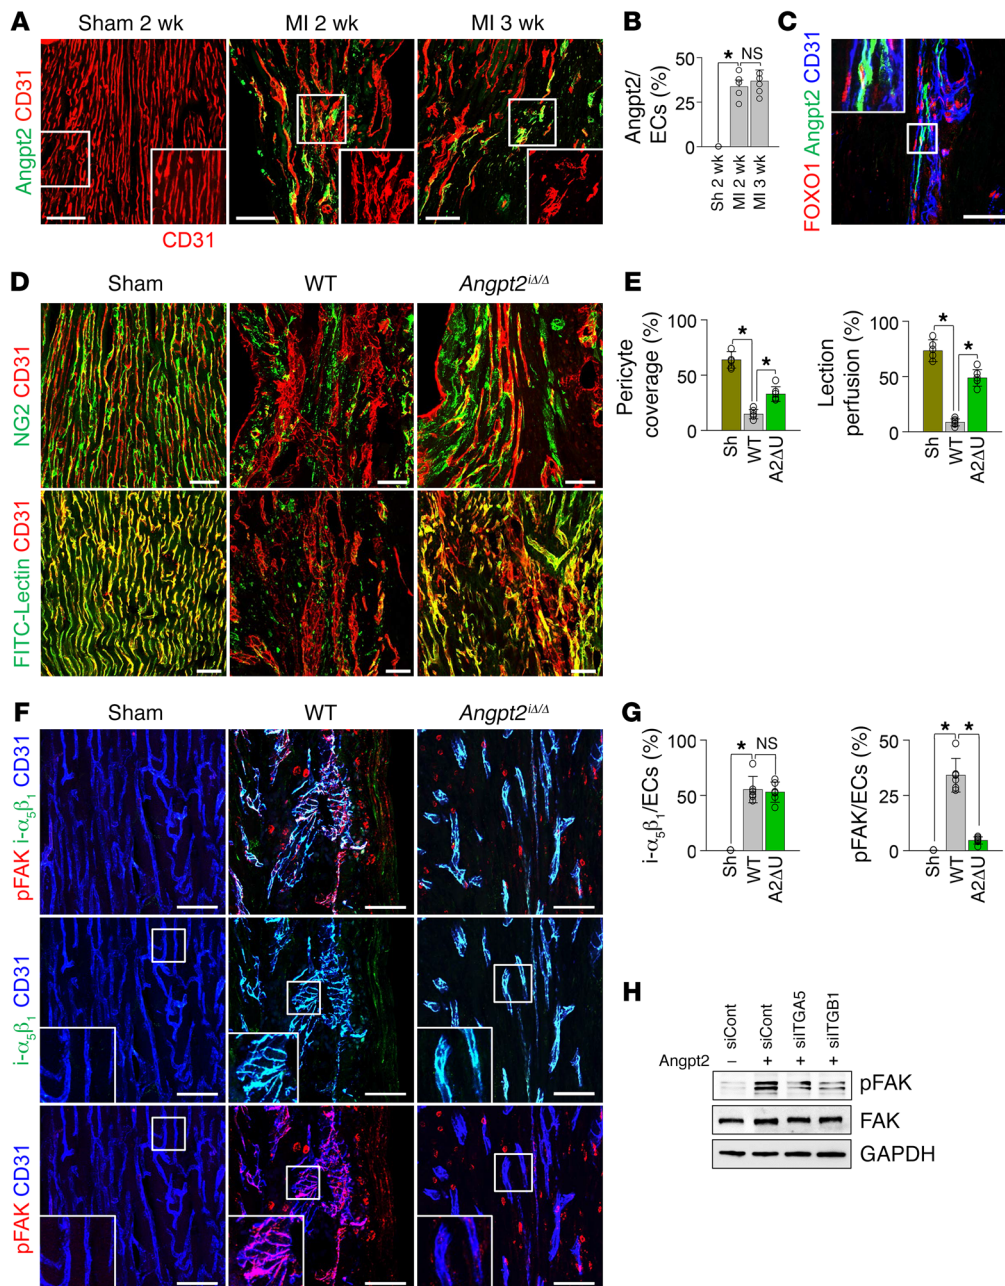 A
Sham 2 wk
MI 2 wk
MI 3 wk
Angpt2 CD31
CD31
B
Angpt2/
ECs (%)
50
25
0
* NS
Sh 2 wk
MI 2 wk
MI 3 wk
C
FOXO1 Angpt2 CD31
D
Sham
WT
Angpt2iΔ/Δ
NG2 CD31
FITC-Lectin CD31
E
Pericyte
coverage (%)
100
50
0
*
*
Sh
WT
A2ΔU
Lection
perfusion (%)
100
50
0
*
*
Sh
WT
A2ΔU
F
Sham
WT
Angpt2iΔ/Δ
pFAK i-α5β1 CD31
i-α5β1 CD31
pFAK CD31
G
i-α5β1/ECs (%)
100
50
0
* NS
Sh
WT
A2ΔU
pFAK/ECs (%)
50
25
0
* *
Sh
WT
A2ΔU
H
siCont
siCont
siITGA5
siITGB1
Angpt2 – + + +
pFAK
FAK
GAPDH